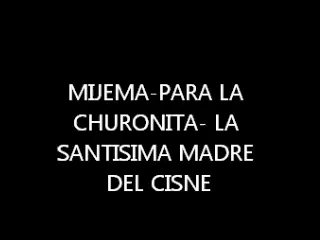 MIJEMA-PARA LA
CHURONITA- LA
SANTISIMA MADRE
DEL CISNE